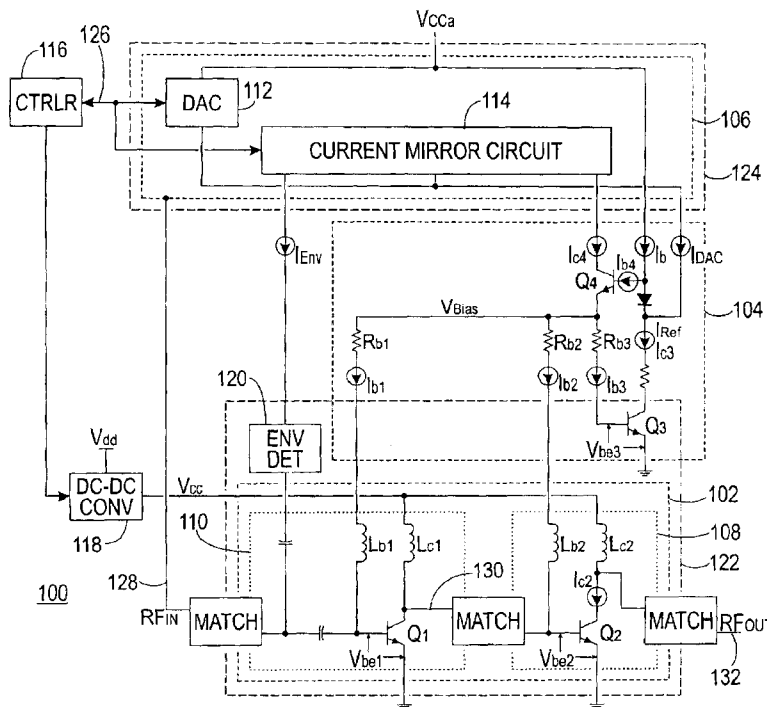 VCCa
116
126
CTRLR
DAC
112
114
CURRENT MIRROR CIRCUIT
106
124
IEnv
Ic4
Ib
IDAC
Ib4
Q4
VBias
104
Rb1
Rb2
Rb3
IRef
Ic3
Ib1
Ib2
Ib3
120
ENV DET
Q3
Vbe3
Vdd
DC-DC CONV
Vcc
118
110
102
108
Lb1
Lc1
Lb2
Lc2
122
100
128
130
Ic2
RFIN
MATCH
MATCH
MATCH
RFOUT
Q1
Q2
Vbe1
Vbe2
132